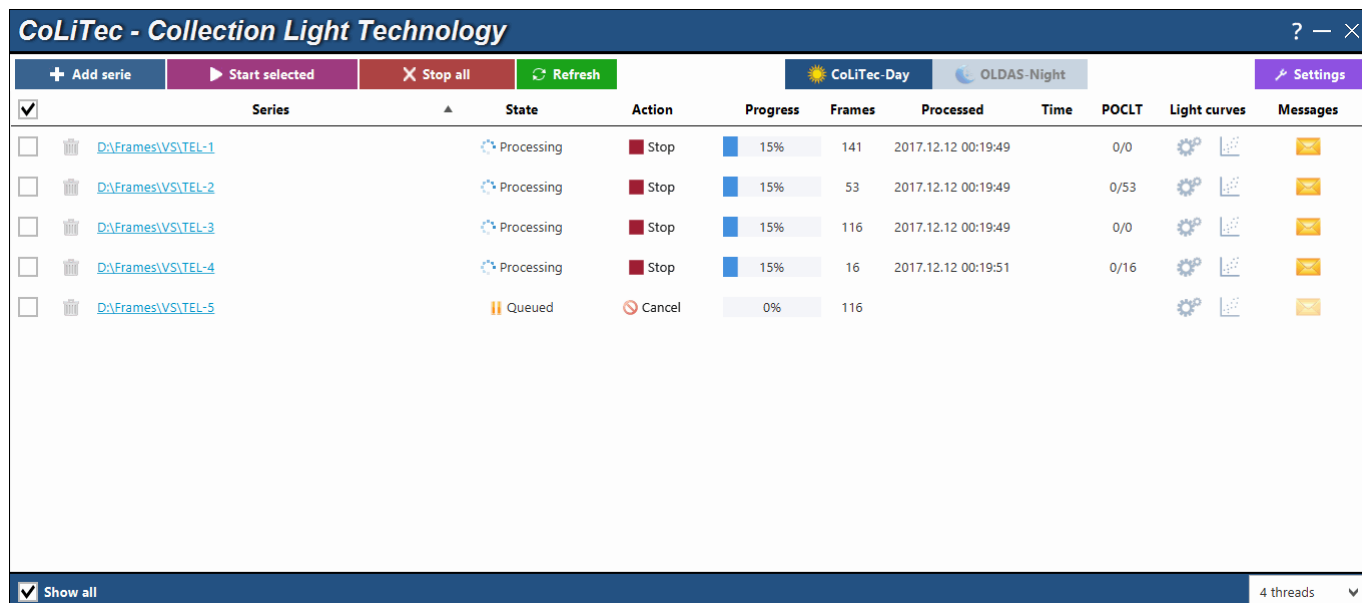 CoLiTec - Collection Light Technology ? — ×
Add serie Start selected Stop all Refresh CoLiTec-Day OLDAS-Night Settings
Series State Action Progress Frames Processed Time POCLT Light curves Messages
D:\Frames\VS\TEL-1 Processing Stop 15% 141 2017.12.12 00:19:49 0/0
D:\Frames\VS\TEL-2 Processing Stop 15% 53 2017.12.12 00:19:49 0/53
D:\Frames\VS\TEL-3 Processing Stop 15% 116 2017.12.12 00:19:49 0/0
D:\Frames\VS\TEL-4 Processing Stop 15% 16 2017.12.12 00:19:51 0/16
D:\Frames\VS\TEL-5 Queued Cancel 0% 116
Show all 4 threads